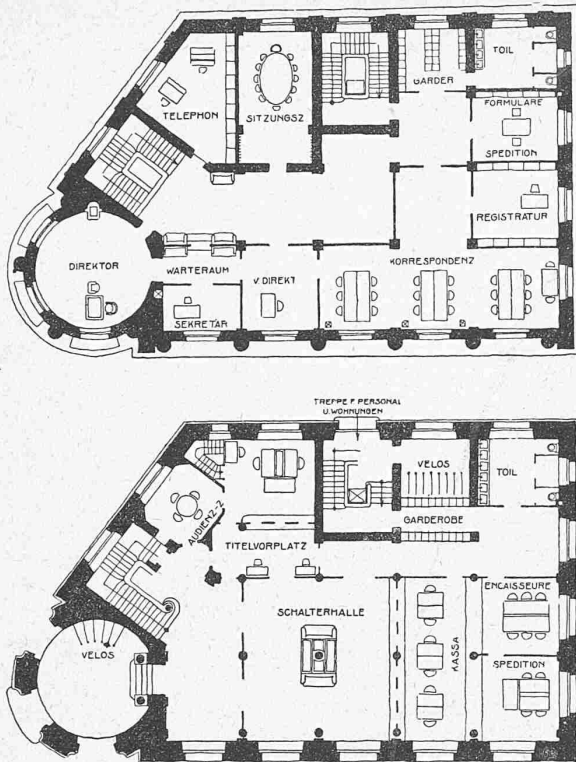 TOIL
GARDER
FORMULARE
TELEPHON
SITZUNGSZ.
SPEDITION
REGISTRATUR
KORRESPONDENZ
DIREKTOR
WARTERAUM
V. DIREKT
SEKRETÄR
TREPPE F. PERSONAL
U. WOHNUNGEN
VELOS
TOIL
AUDIENZ-Z
GARDEROBE
TITELVORPLATZ
ENCAISSEURE
SCHALTERHALLE
KASSA
VELOS
SPEDITION